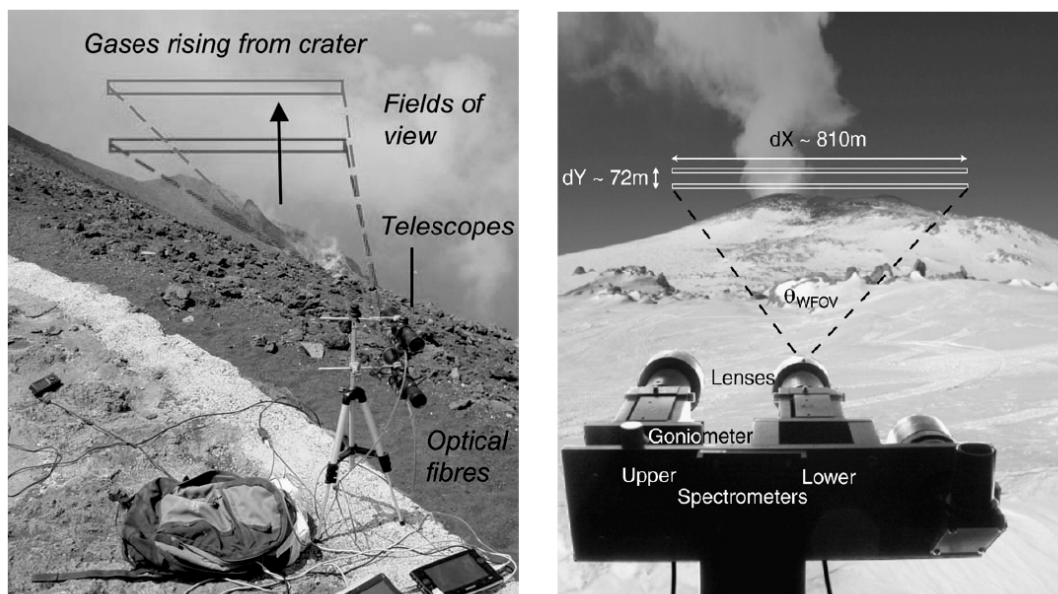 Gases rising from crater
Fields of
view
Telescopes
Optical
fibres
dX ~ 810m
dY ~ 72m
θWFOV
Lenses
Goniometer
Upper
Lower
Spectrometers